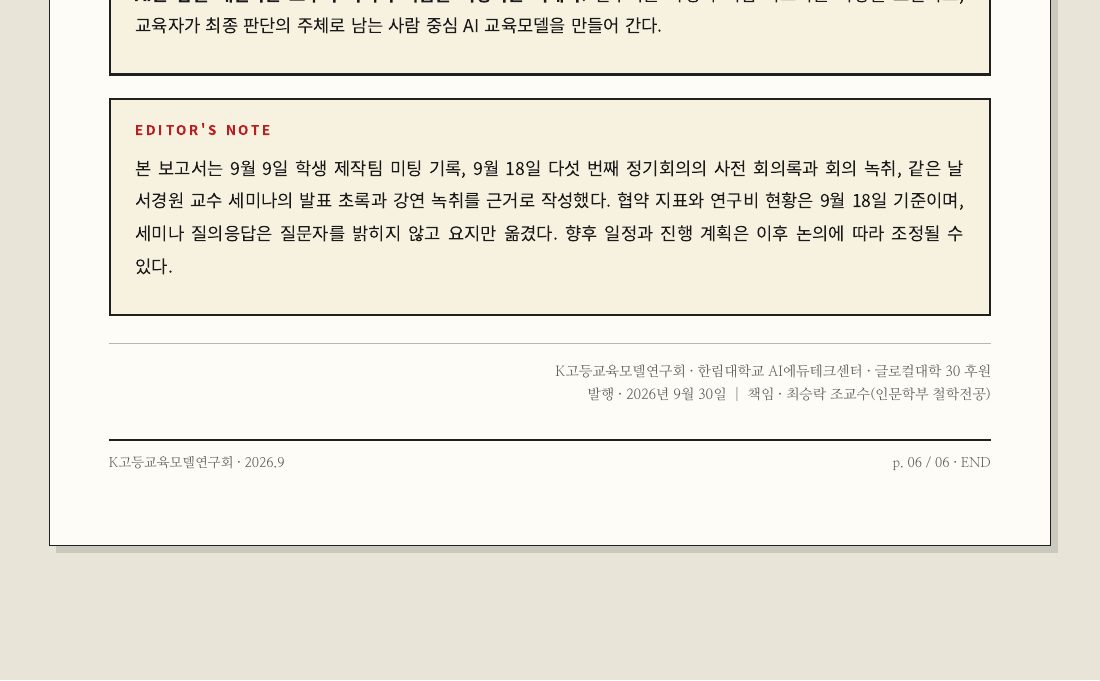 교육자가 최종 판단의 주체로 남는 사람 중심 AI 교육모델을 만들어 간다.
EDITOR'S NOTE
본 보고서는 9월 9일 학생 제작팀 미팅 기록, 9월 18일 다섯 번째 정기회의의 사전 회의록과 회의 녹취, 같은 날
서경원 교수 세미나의 발표 초록과 강연 녹취를 근거로 작성했다. 협약 지표와 연구비 현황은 9월 18일 기준이며,
세미나 질의응답은 질문자를 밝히지 않고 요지만 옮겼다. 향후 일정과 진행 계획은 이후 논의에 따라 조정될 수
있다.
K고등교육모델연구회 · 한림대학교 AI에듀테크센터 · 글로컬대학 30 후원
발행 · 2026년 9월 30일 | 책임 · 최승락 조교수(인문학부 철학전공)
K고등교육모델연구회 · 2026.9
p. 06 / 06 · END